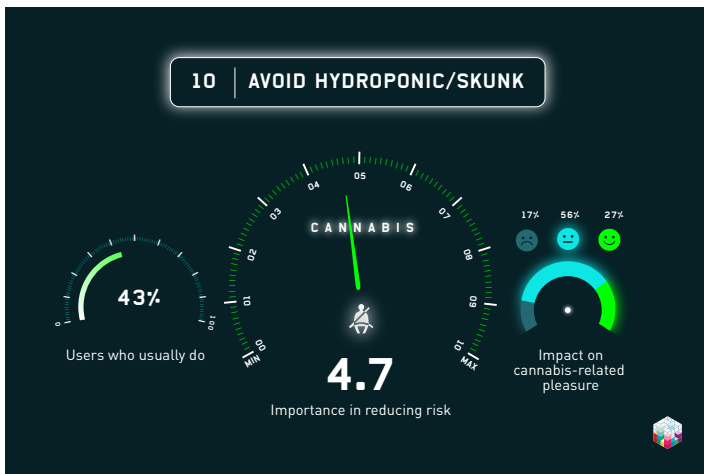 10 | AVOID HYDROPONIC/SKUNK
05
04
06
03
07
CANNABIS
17% 56% 27%
02
08
43%
01
09
0
100
00
10
MIN
MAX
Users who usually do
4.7
Importance in reducing risk
Impact on
cannabis-related
pleasure